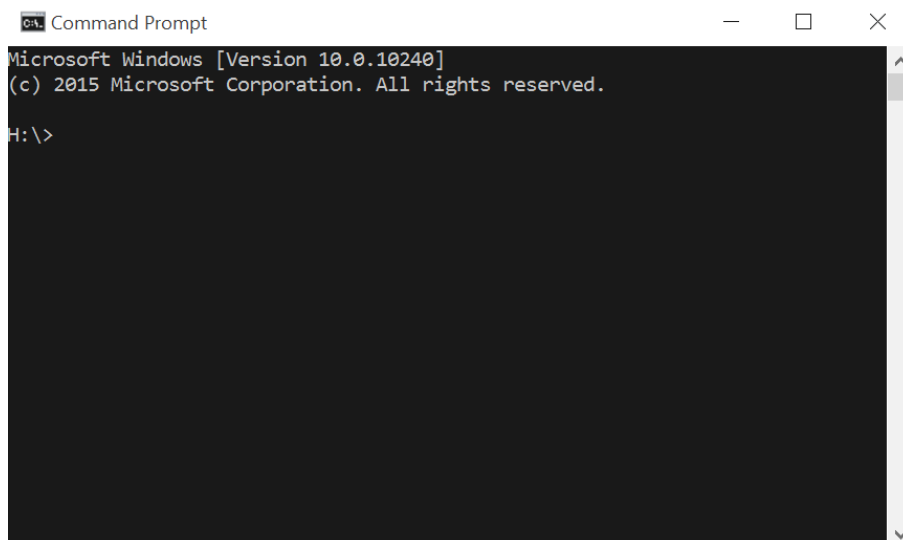 Command Prompt
Microsoft Windows [Version 10.0.10240]
(c) 2015 Microsoft Corporation. All rights reserved.
H:\>